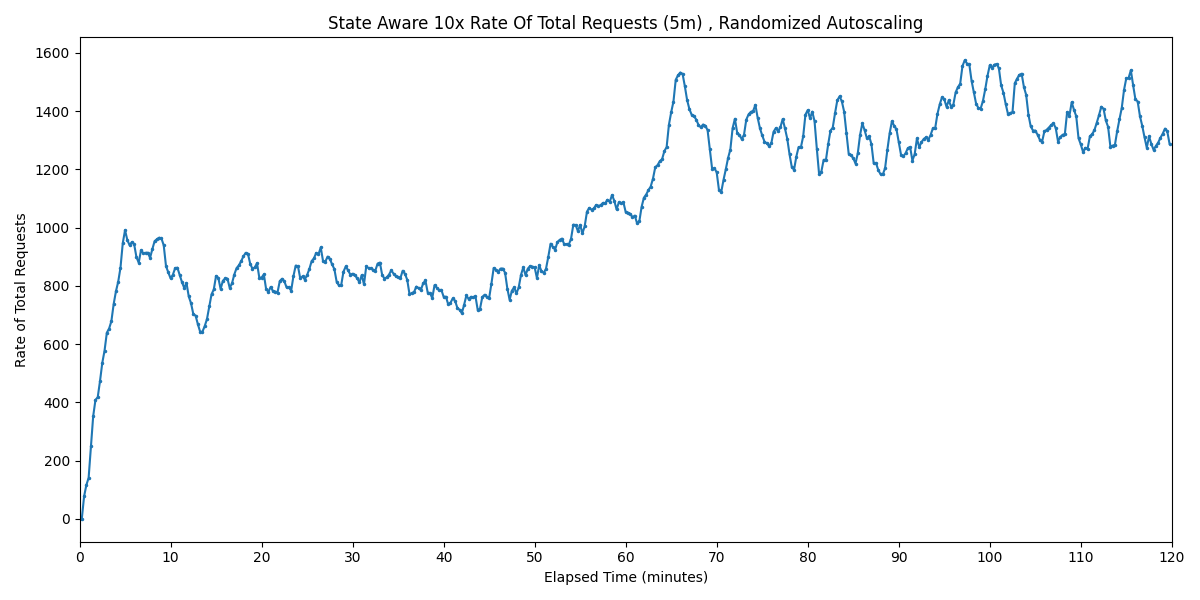 State Aware 10x Rate Of Total Requests (5m) , Randomized Autoscaling
1600
1400
1200
1000
800
600
400
200
0
Rate of Total Requests
0 10 20 30 40 50 60 70 80 90 100 110 120
Elapsed Time (minutes)